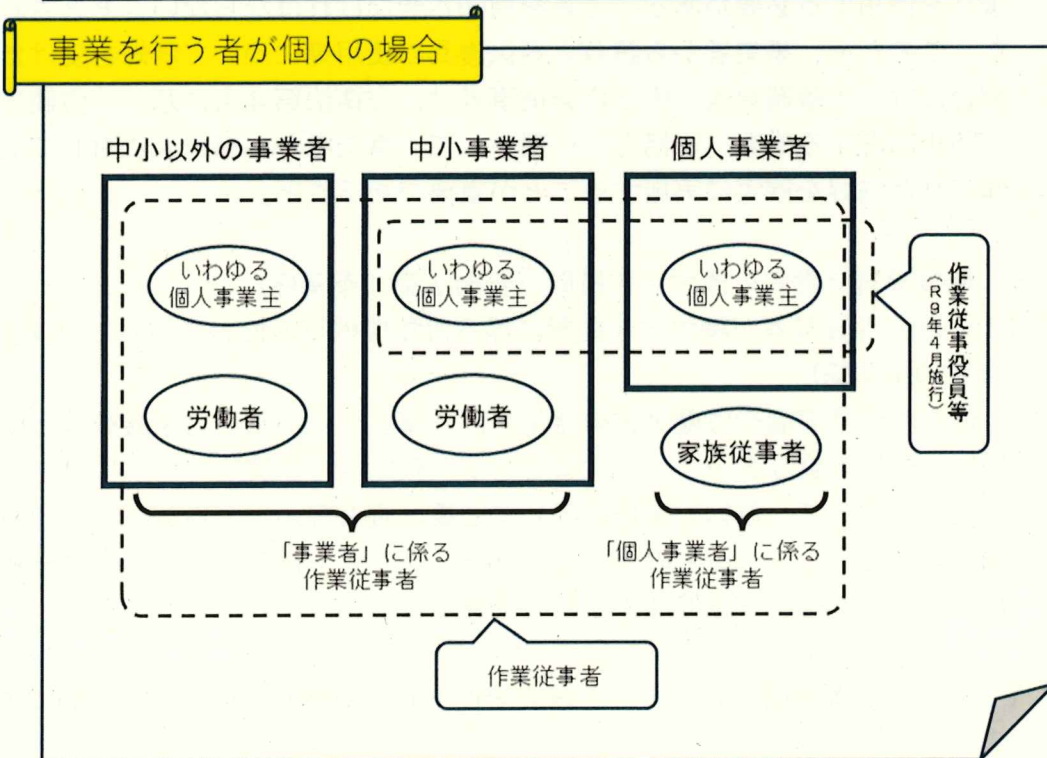 事業を行う者が個人の場合
中小以外の事業者
中小事業者
個人事業者
いわゆる
個人事業主
いわゆる
個人事業主
いわゆる
個人事業主
労働者
労働者
家族従事者
作業従事役員等
（R9年4月施行）
「事業者」に係る
作業従事者
「個人事業者」に係る
作業従事者
作業従事者